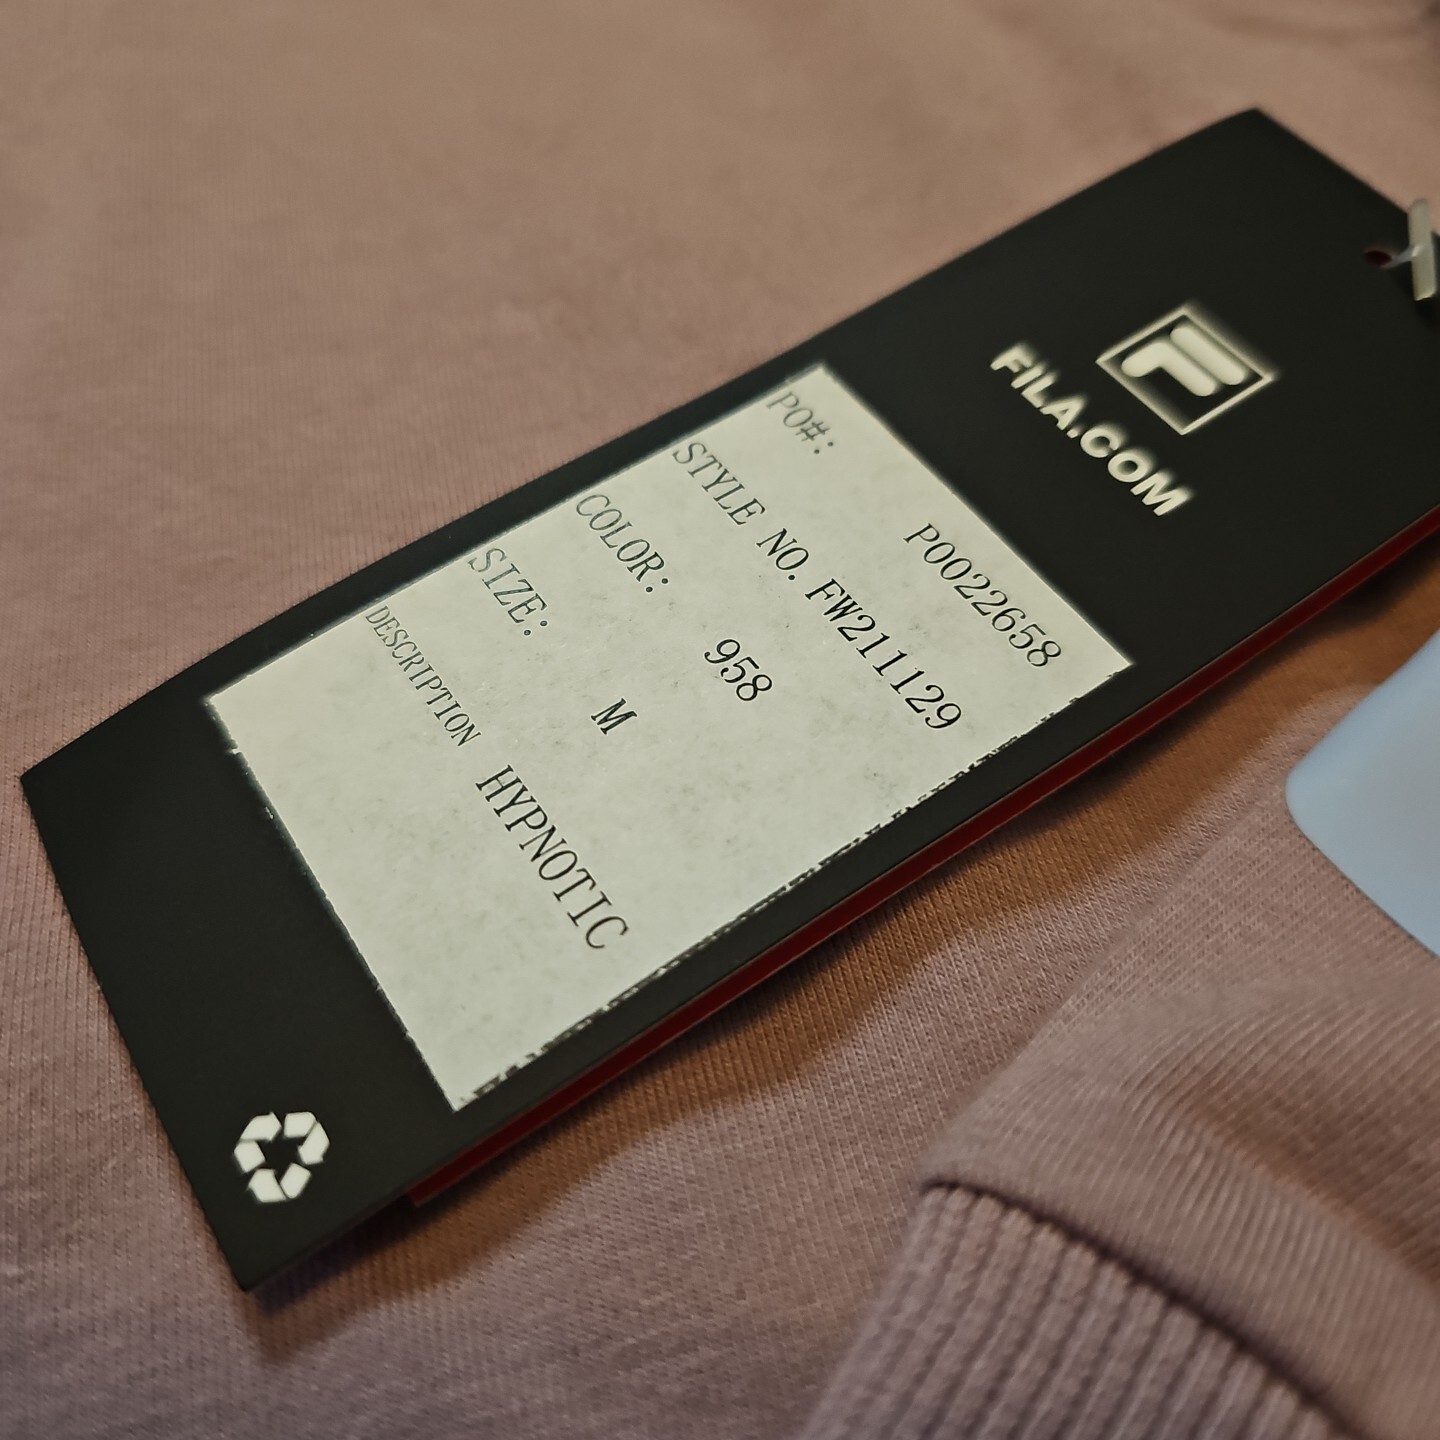 F
FILA.COM
PO#: P0022658
STYLE NO. FW211129
COLOR: 958
SIZE: M
DESCRIPTION HYPNOTIC